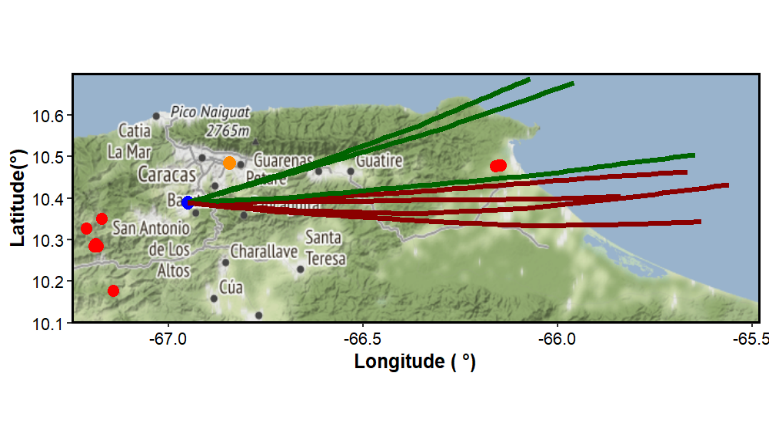 10.6
10.5
10.4
10.3
10.2
10.1
Latitude(°)
Pico Naiguat
2765m
Catia
La Mar
Caracas
Guarenas
Guatire
Petare
Ba
San Antonio
de Los
Altos
Charallave
Santa
Teresa
Cúa
-67.0
-66.5
-66.0
-65.5
Longitude ( °)